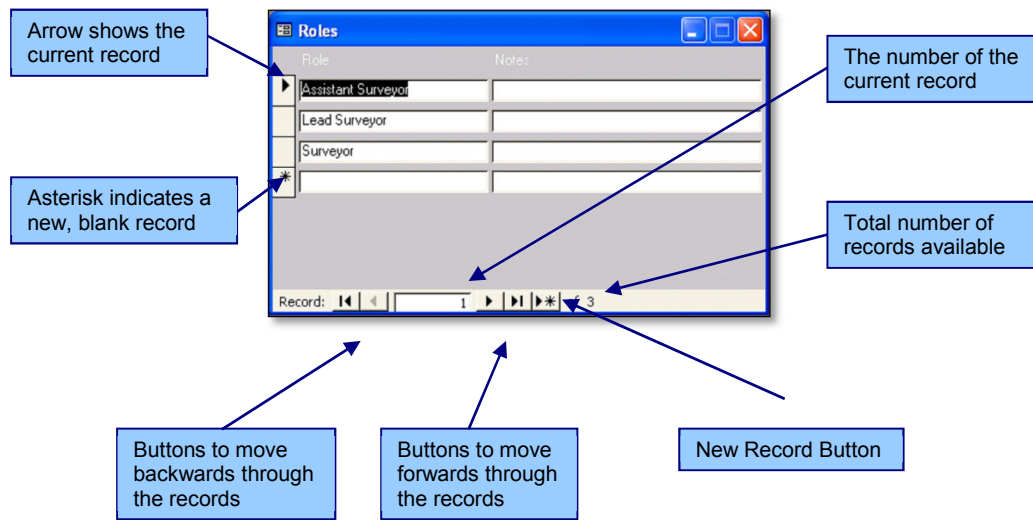 Arrow shows the
current record
Roles
Role Notes
Assistant Surveyor
Lead Surveyor
Surveyor
The number of the
current record
Asterisk indicates a
new, blank record
Total number of
records available
Record: 1 3
Buttons to move
backwards through
the records
Buttons to move
forwards through
the records
New Record Button